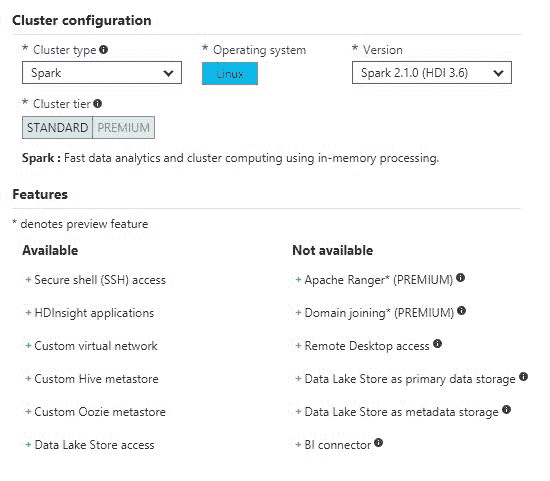 Cluster configuration
* Cluster type * Operating system * Version
Spark Linux Spark 2.1.0 (HDI 3.6)
* Cluster tier
STANDARD PREMIUM
Spark : Fast data analytics and cluster computing using in-memory processing.
Features
* denotes preview feature
Available Not available
+ Secure shell (SSH) access + Apache Ranger* (PREMIUM)
+ HDInsight applications + Domain joining* (PREMIUM)
+ Custom virtual network + Remote Desktop access
+ Custom Hive metastore + Data Lake Store as primary data storage
+ Custom Oozie metastore + Data Lake Store as metadata storage
+ Data Lake Store access + BI connector